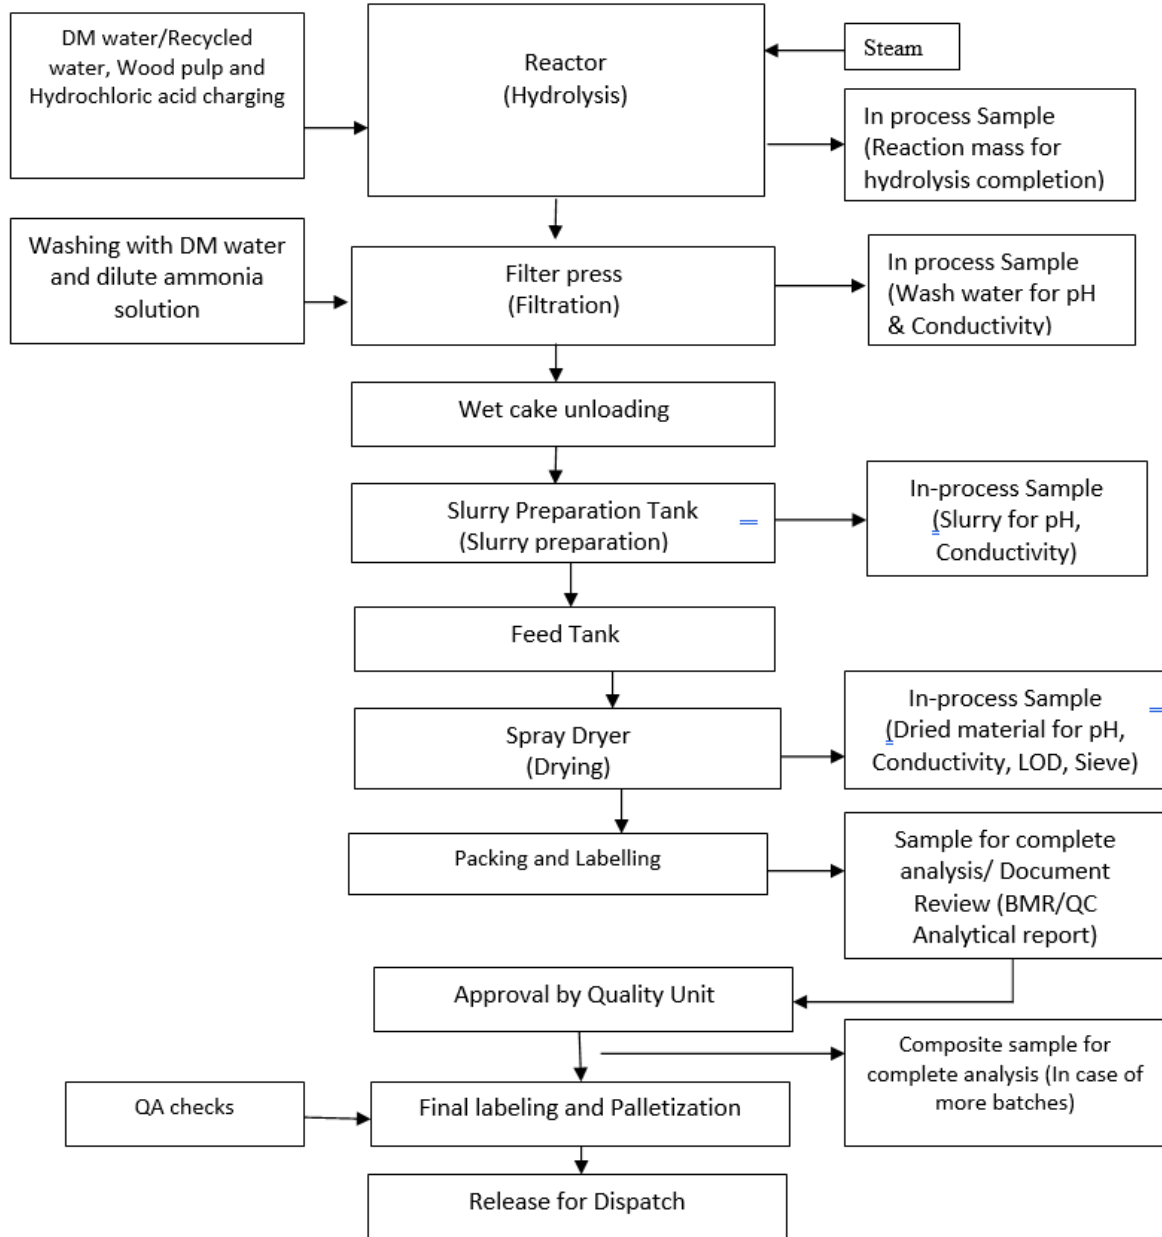 DM water/Recycled
water, Wood pulp and
Hydrochloric acid charging
Reactor
(Hydrolysis)
Steam
In process Sample
(Reaction mass for
hydrolysis completion)
Washing with DM water
and dilute ammonia
solution
Filter press
(Filtration)
In process Sample
(Wash water for pH
& Conductivity)
Wet cake unloading
Slurry Preparation Tank
(Slurry preparation)
In-process Sample
(Slurry for pH,
Conductivity)
Feed Tank
Spray Dryer
(Drying)
In-process Sample
(Dried material for pH,
Conductivity, LOD, Sieve)
Packing and Labelling
Sample for complete
analysis/ Document
Review (BMR/QC
Analytical report)
Approval by Quality Unit
Composite sample for
complete analysis (In case of
more batches)
QA checks
Final labeling and Palletization
Release for Dispatch